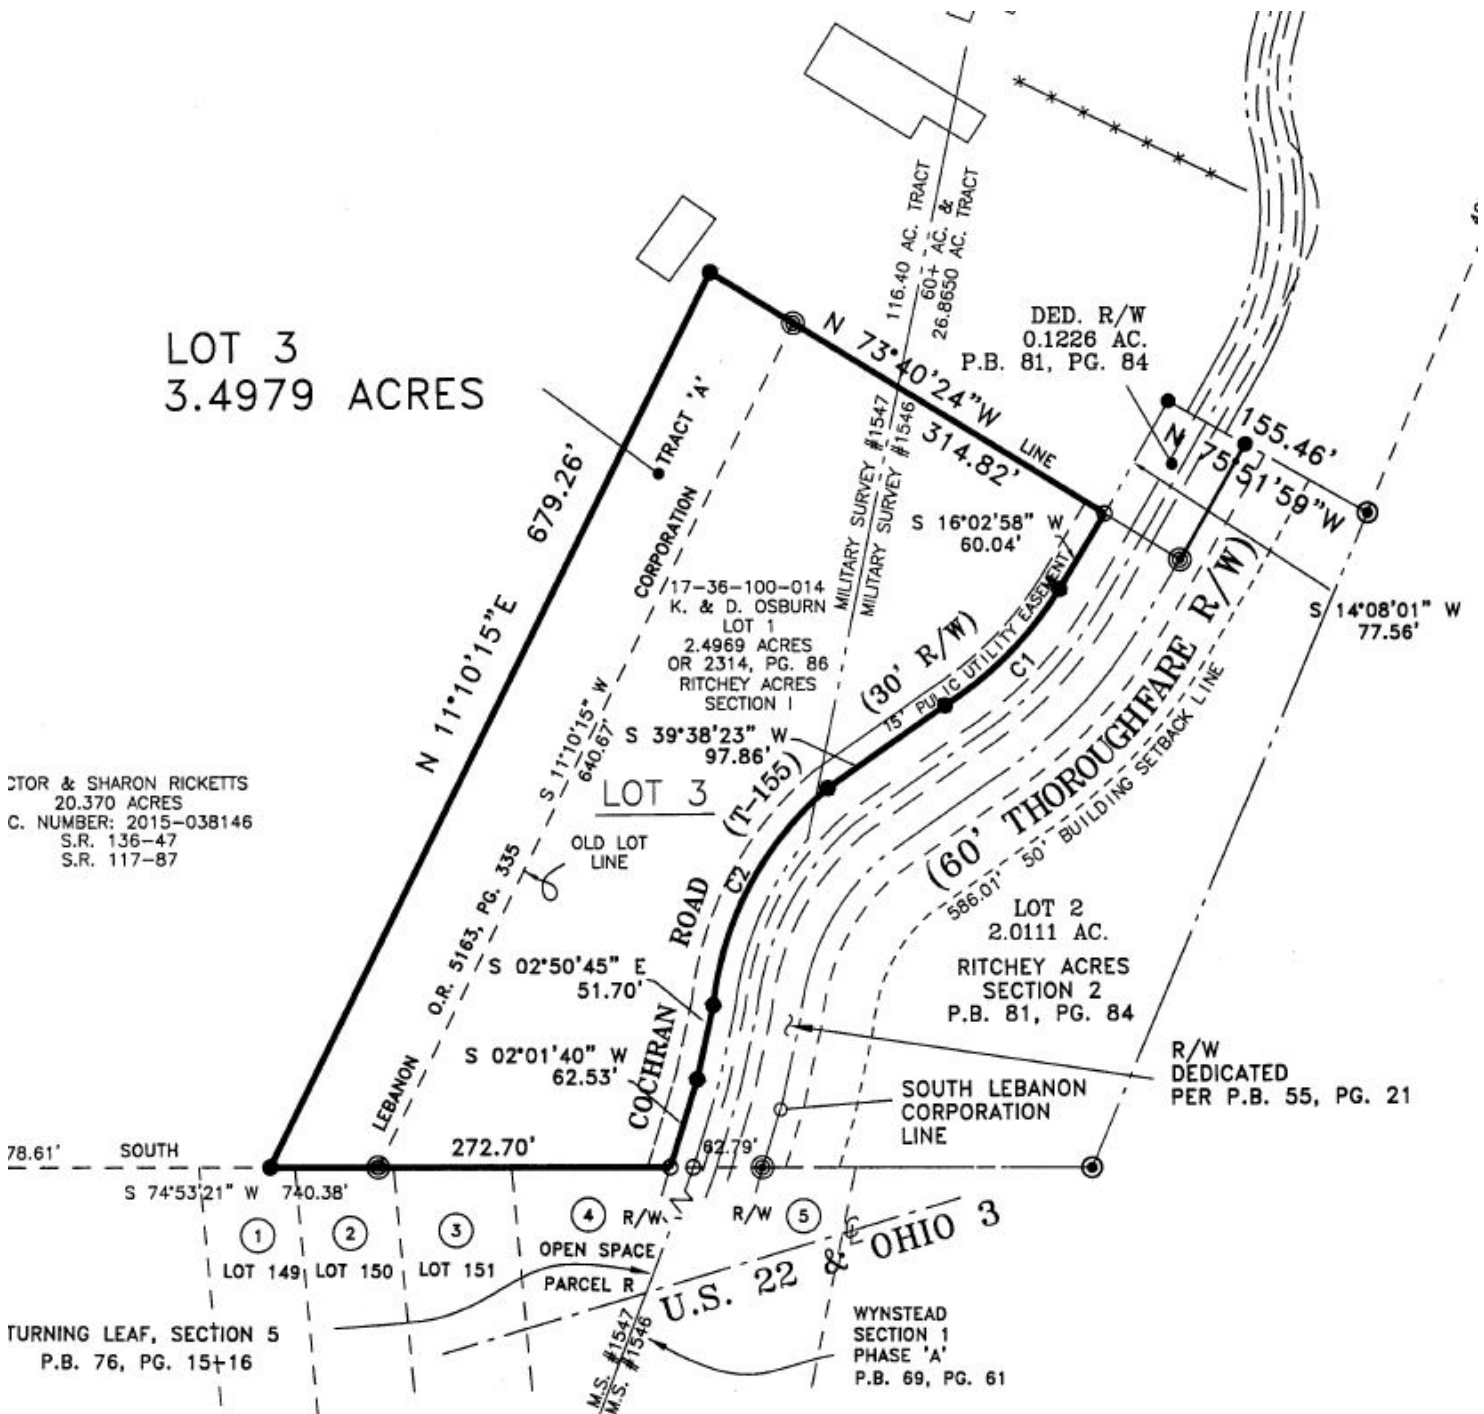 116.40 AC. TRACT
60+ AC. &
26.8650 AC. TRACT
DED. R/W
0.1226 AC.
P.B. 81, PG. 84
LOT 3
3.4979 ACRES
TRACT 'A'
N 73°40'24"W
314.82'
LINE
N 75°51'59"W
155.46'
679.26'
N 11°10'15"E
CORPORATION
MILITARY SURVEY #1547
MILITARY SURVEY #1546
S 16°02'58" W
60.04'
S 14°08'01" W
77.56'
17-36-100-014
K. & D. OSBURN
LOT 1
2.4969 ACRES
OR 2314, PG. 86
RITCHEY ACRES
SECTION I
(30' R/W)
15' PULIC UTILITY EASEMENT
C1
(60' THOROUGHFARE R/W)
586.01'
50' BUILDING SETBACK LINE
S 11°10'15" W
640.67'
S 39°38'23" W
97.86'
LOT 3
(T-155)
CTOR & SHARON RICKETTS
20.370 ACRES
C. NUMBER: 2015-038146
S.R. 136-47
S.R. 117-87
OLD LOT
LINE
O.R. 5163, PG. 335
C2
COCHRAN ROAD
LOT 2
2.0111 AC.
RITCHEY ACRES
SECTION 2
P.B. 81, PG. 84
S 02°50'45" E
51.70'
S 02°01'40" W
62.53'
LEBANON
R/W
DEDICATED
PER P.B. 55, PG. 21
SOUTH LEBANON
CORPORATION
LINE
78.61'
SOUTH
272.70'
62.79'
S 74°53'21" W 740.38'
1
2
3
4
R/W
R/W
5
LOT 149
LOT 150
LOT 151
OPEN SPACE
PARCEL R
U.S. 22 & OHIO 3
TURNING LEAF, SECTION 5
P.B. 76, PG. 15+16
M.S. #1547
M.S. #1546
WYNSTEAD
SECTION 1
PHASE 'A'
P.B. 69, PG. 61